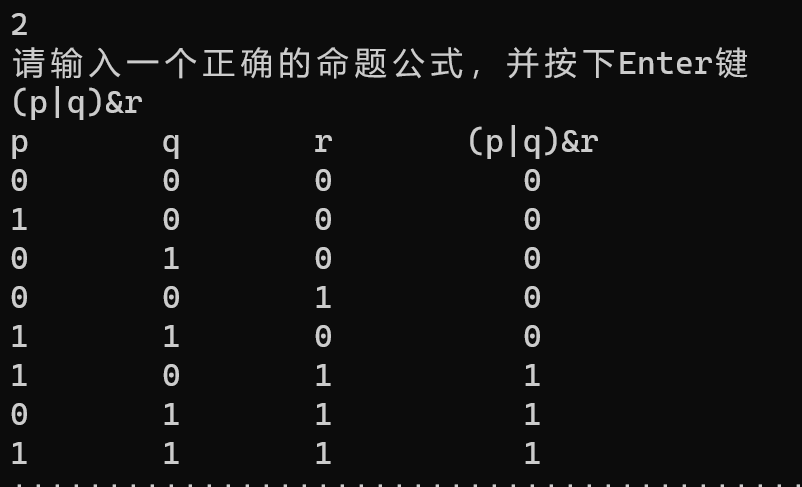 2
请输入一个正确的命题公式，并按下Enter键
(p|q)&r
p q r (p|q)&r
0 0 0 0
1 0 0 0
0 1 0 0
0 0 1 0
1 1 0 0
1 0 1 1
0 1 1 1
1 1 1 1